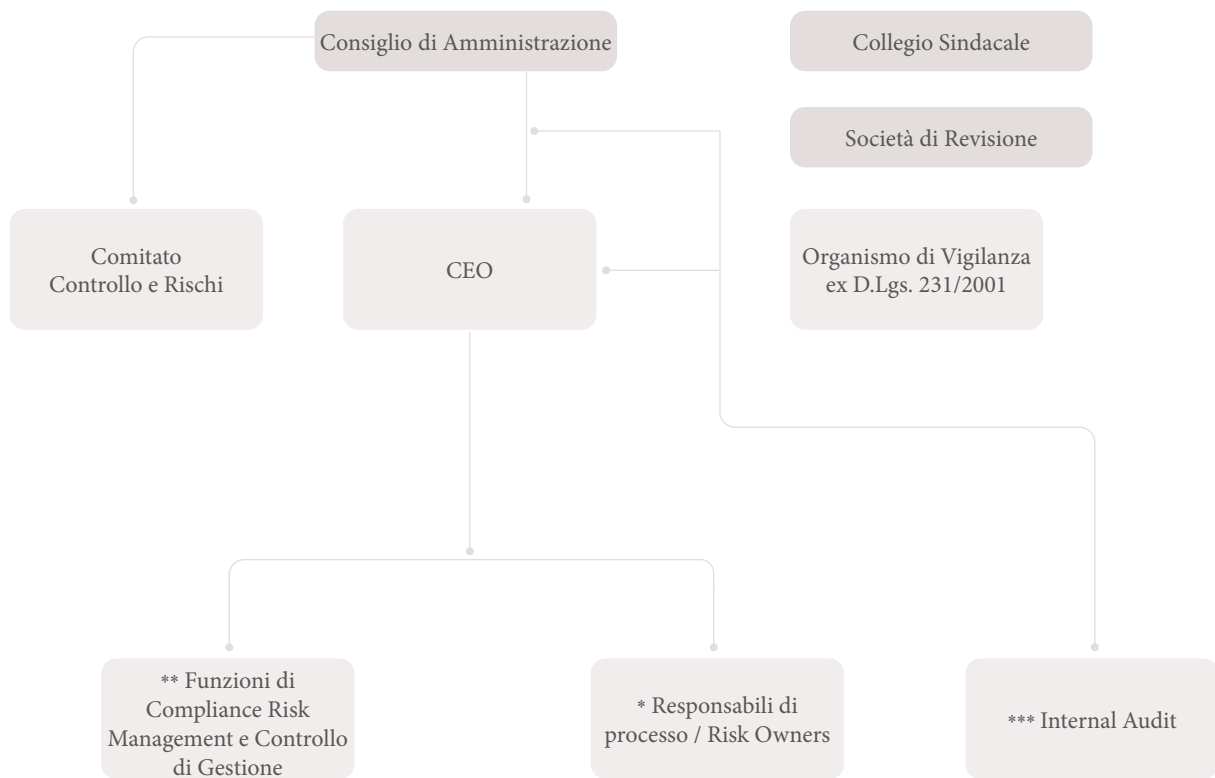 Consiglio di Amministrazione
Collegio Sindacale
Società di Revisione
Comitato
Controllo e Rischi
CEO
Organismo di Vigilanza
ex D.Lgs. 231/2001
** Funzioni di
Compliance Risk
Management e Controllo
di Gestione
* Responsabili di
processo / Risk Owners
*** Internal Audit